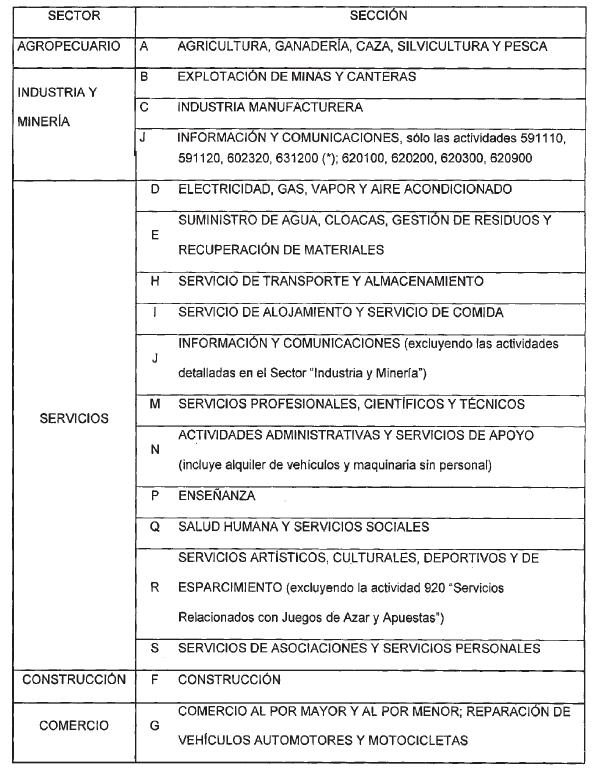 SECTOR SECCIÓN
AGROPECUARIO A AGRICULTURA, GANADERÍA, CAZA, SILVICULTURA Y PESCA
INDUSTRIA Y
MINERÍA
B EXPLOTACIÓN DE MINAS Y CANTERAS
C INDUSTRIA MANUFACTURERA
J INFORMACIÓN Y COMUNICACIONES, sólo las actividades 591110,
591120, 602320, 631200 (*); 620100, 620200, 620300, 620900
SERVICIOS
D ELECTRICIDAD, GAS, VAPOR Y AIRE ACONDICIONADO
E SUMINISTRO DE AGUA, CLOACAS, GESTIÓN DE RESIDUOS Y
RECUPERACIÓN DE MATERIALES
H SERVICIO DE TRANSPORTE Y ALMACENAMIENTO
I SERVICIO DE ALOJAMIENTO Y SERVICIO DE COMIDA
J INFORMACIÓN Y COMUNICACIONES (excluyendo las actividades
detalladas en el Sector "Industria y Minería")
M SERVICIOS PROFESIONALES, CIENTÍFICOS Y TÉCNICOS
N ACTIVIDADES ADMINISTRATIVAS Y SERVICIOS DE APOYO
(incluye alquiler de vehículos y maquinaria sin personal)
P ENSEÑANZA
Q SALUD HUMANA Y SERVICIOS SOCIALES
R SERVICIOS ARTÍSTICOS, CULTURALES, DEPORTIVOS Y DE
ESPARCIMIENTO (excluyendo la actividad 920 "Servicios
Relacionados con Juegos de Azar y Apuestas")
S SERVICIOS DE ASOCIACIONES Y SERVICIOS PERSONALES
CONSTRUCCIÓN F CONSTRUCCIÓN
COMERCIO G COMERCIO AL POR MAYOR Y AL POR MENOR; REPARACIÓN DE
VEHÍCULOS AUTOMOTORES Y MOTOCICLETAS